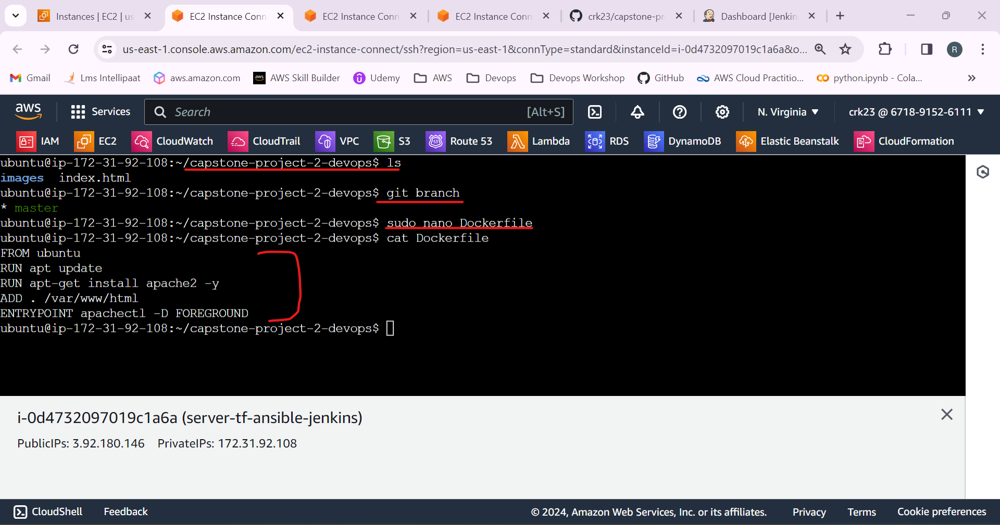 Instances | EC2 | us
EC2 Instance Conn
EC2 Instance Conn
EC2 Instance Conn
crk23/capstone-pr
Dashboard [Jenkin
us-east-1.console.aws.amazon.com/ec2-instance-connect/ssh?region=us-east-1&connType=standard&instanceId=i-0d4732097019c1a6a&o...
R
Gmail
Lms Intellipaat
aws.amazon.com
aws
AWS Skill Builder
Udemy
AWS
Devops
Devops Workshop
GitHub
AWS Cloud Practitio...
python.ipynb - Cola...
aws
Services
Search
[Alt+S]
N. Virginia
crk23 @ 6718-9152-6111
IAM
EC2
CloudWatch
CloudTrail
VPC
S3
Route 53
Lambda
RDS
DynamoDB
Elastic Beanstalk
CloudFormation
ubuntu@ip-172-31-92-108:~/capstone-project-2-devops$ ls
images  index.html
ubuntu@ip-172-31-92-108:~/capstone-project-2-devops$ git branch
* master
ubuntu@ip-172-31-92-108:~/capstone-project-2-devops$ sudo nano Dockerfile
ubuntu@ip-172-31-92-108:~/capstone-project-2-devops$ cat Dockerfile
FROM ubuntu
RUN apt update
RUN apt-get install apache2 -y
ADD . /var/www/html
ENTRYPOINT apachectl -D FOREGROUND
ubuntu@ip-172-31-92-108:~/capstone-project-2-devops$
i-0d4732097019c1a6a (server-tf-ansible-jenkins)
PublicIPs: 3.92.180.146 PrivateIPs: 172.31.92.108
CloudShell
Feedback
© 2024, Amazon Web Services, Inc. or its affiliates.
Privacy
Terms
Cookie preferences